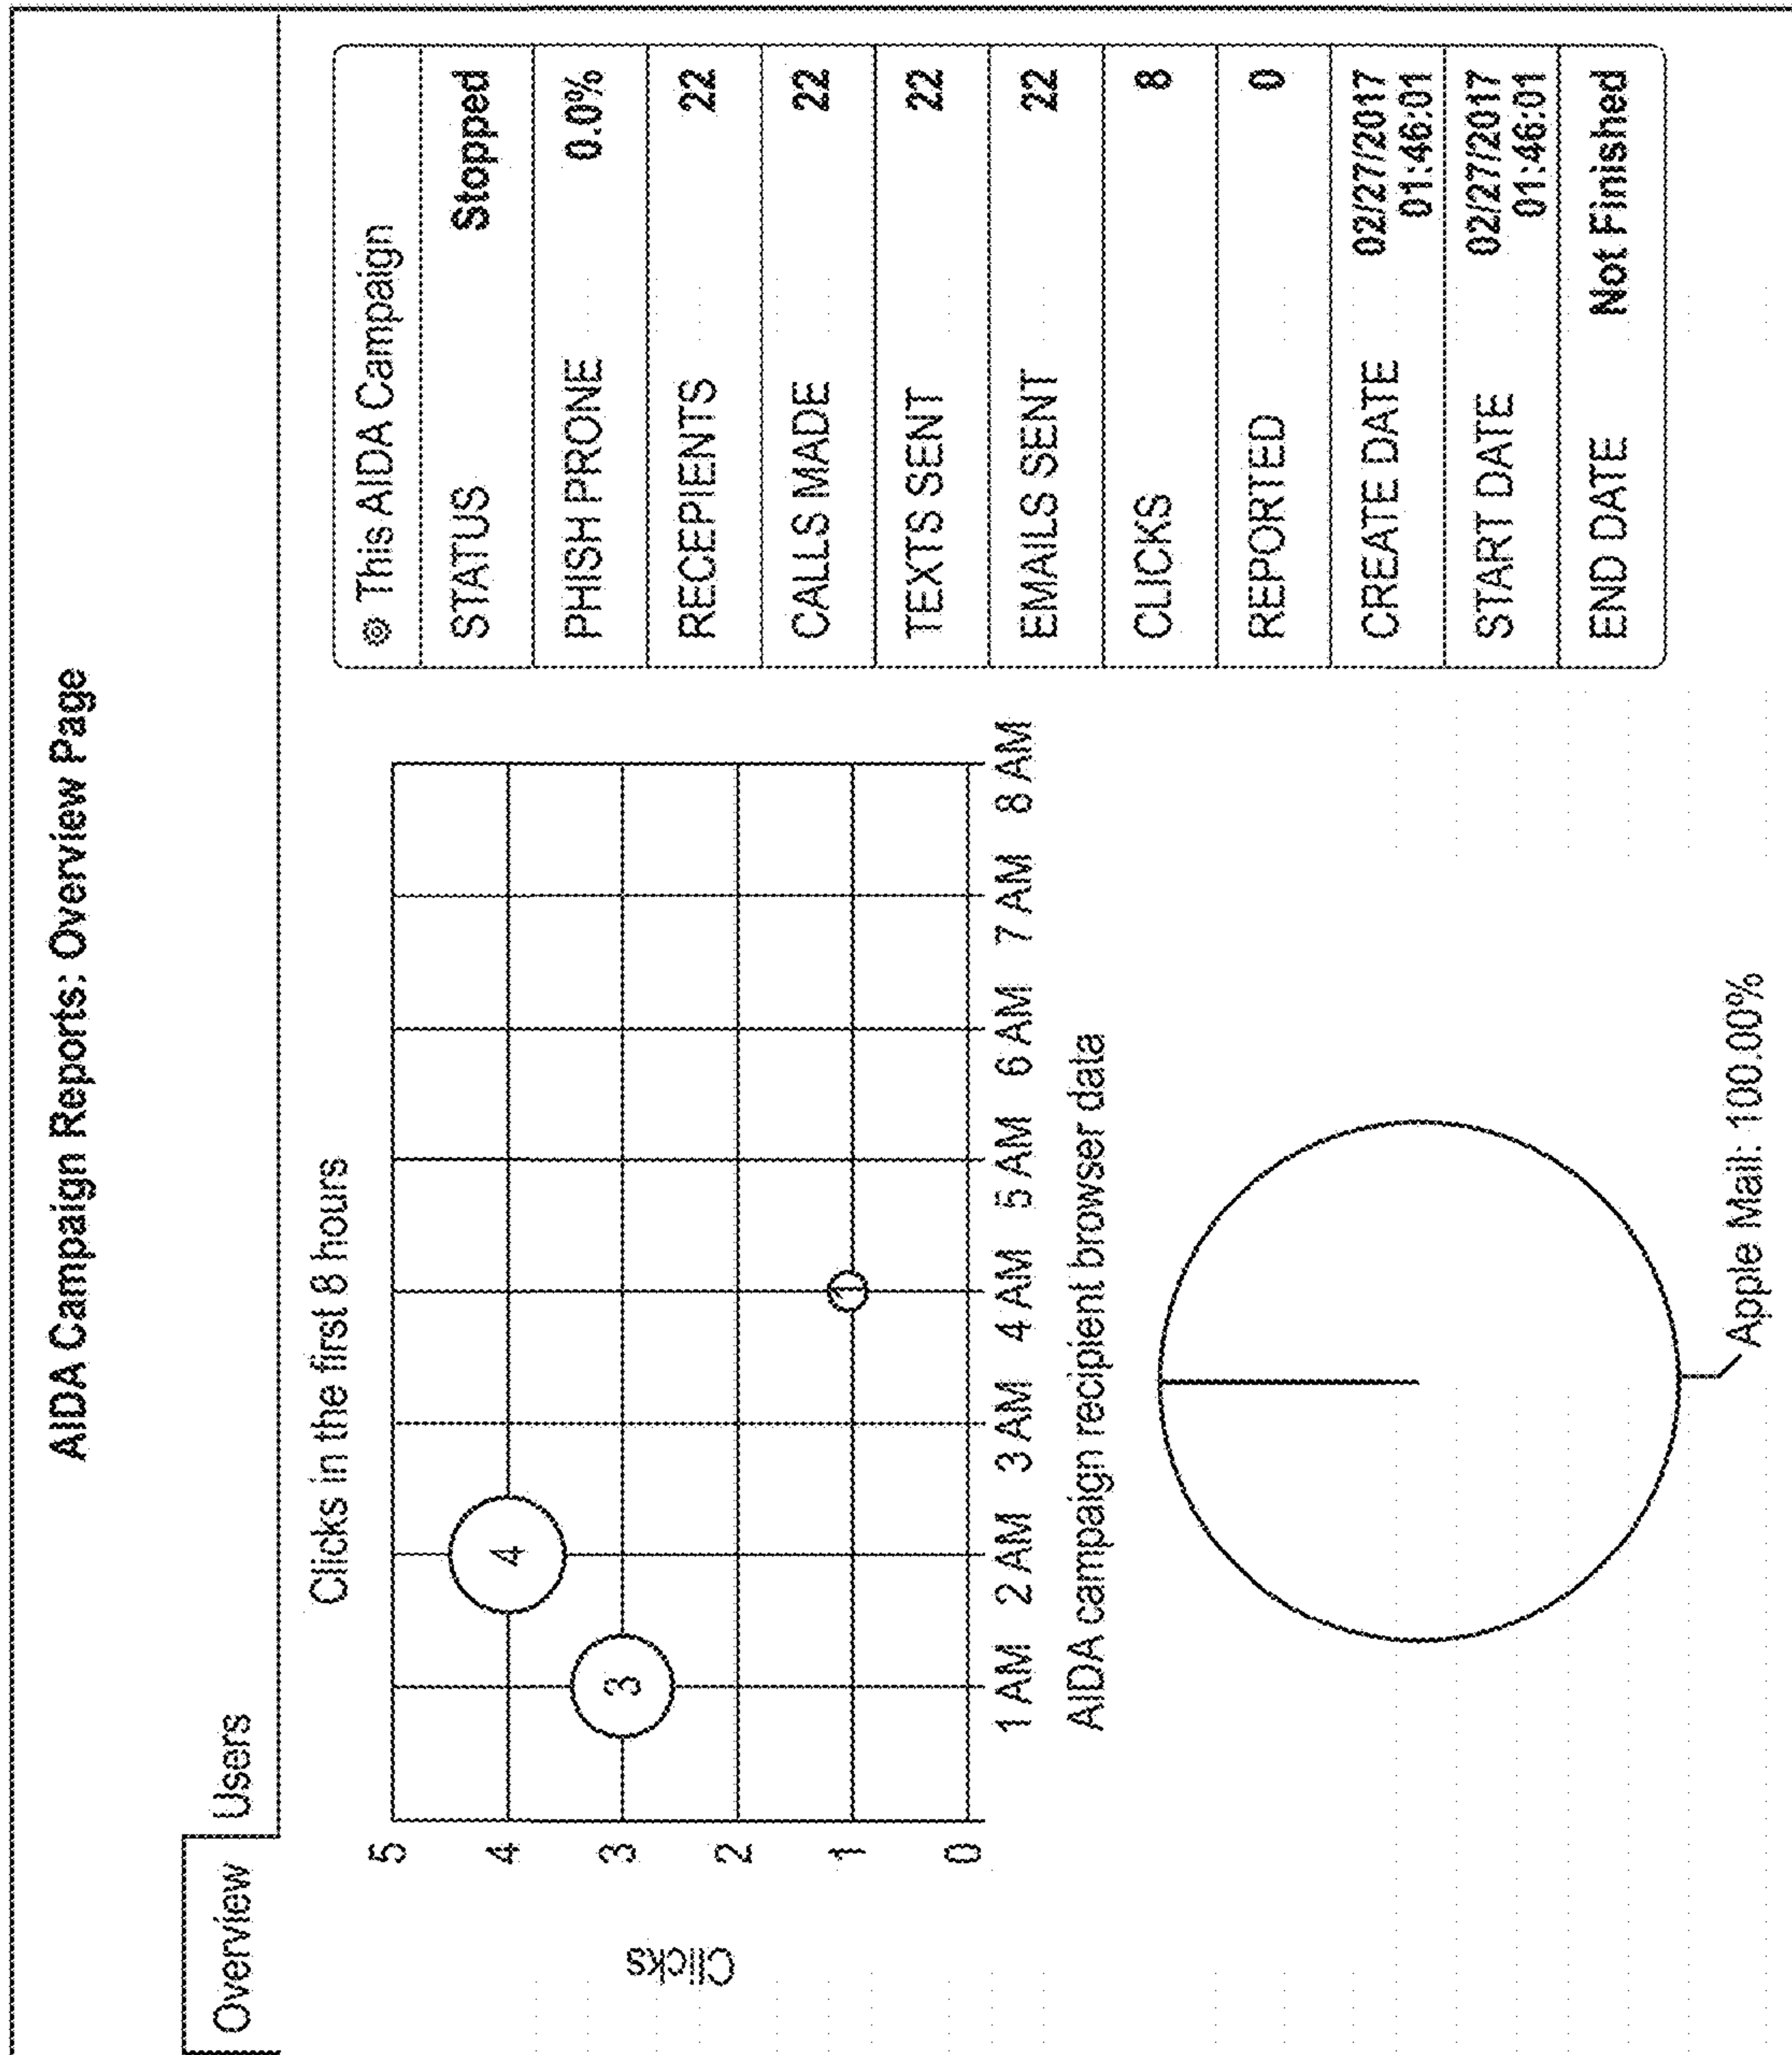 AIDA Campaign Reports: Overview Page
Overview Users
Clicks in the first 8 hours
Clicks
5
4
3
2
1
0
4
3
1
1 AM 2 AM 3 AM 4 AM 5 AM 6 AM 7 AM 8 AM
AIDA campaign recipient browser data
Apple Mail: 100.00%
This AIDA Campaign
STATUS Stopped
PHISH PRONE 0.0%
RECEPIENTS 22
CALLS MADE 22
TEXTS SENT 22
EMAILS SENT 22
CLICKS 8
REPORTED 0
CREATE DATE 02/27/2017
01:46:01
START DATE 02/27/2017
01:46:01
END DATE Not Finished